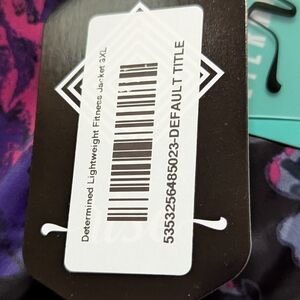 Determined Lightweight Fitness Jacket 3XL
5353256485023-DEFAULT TITLE